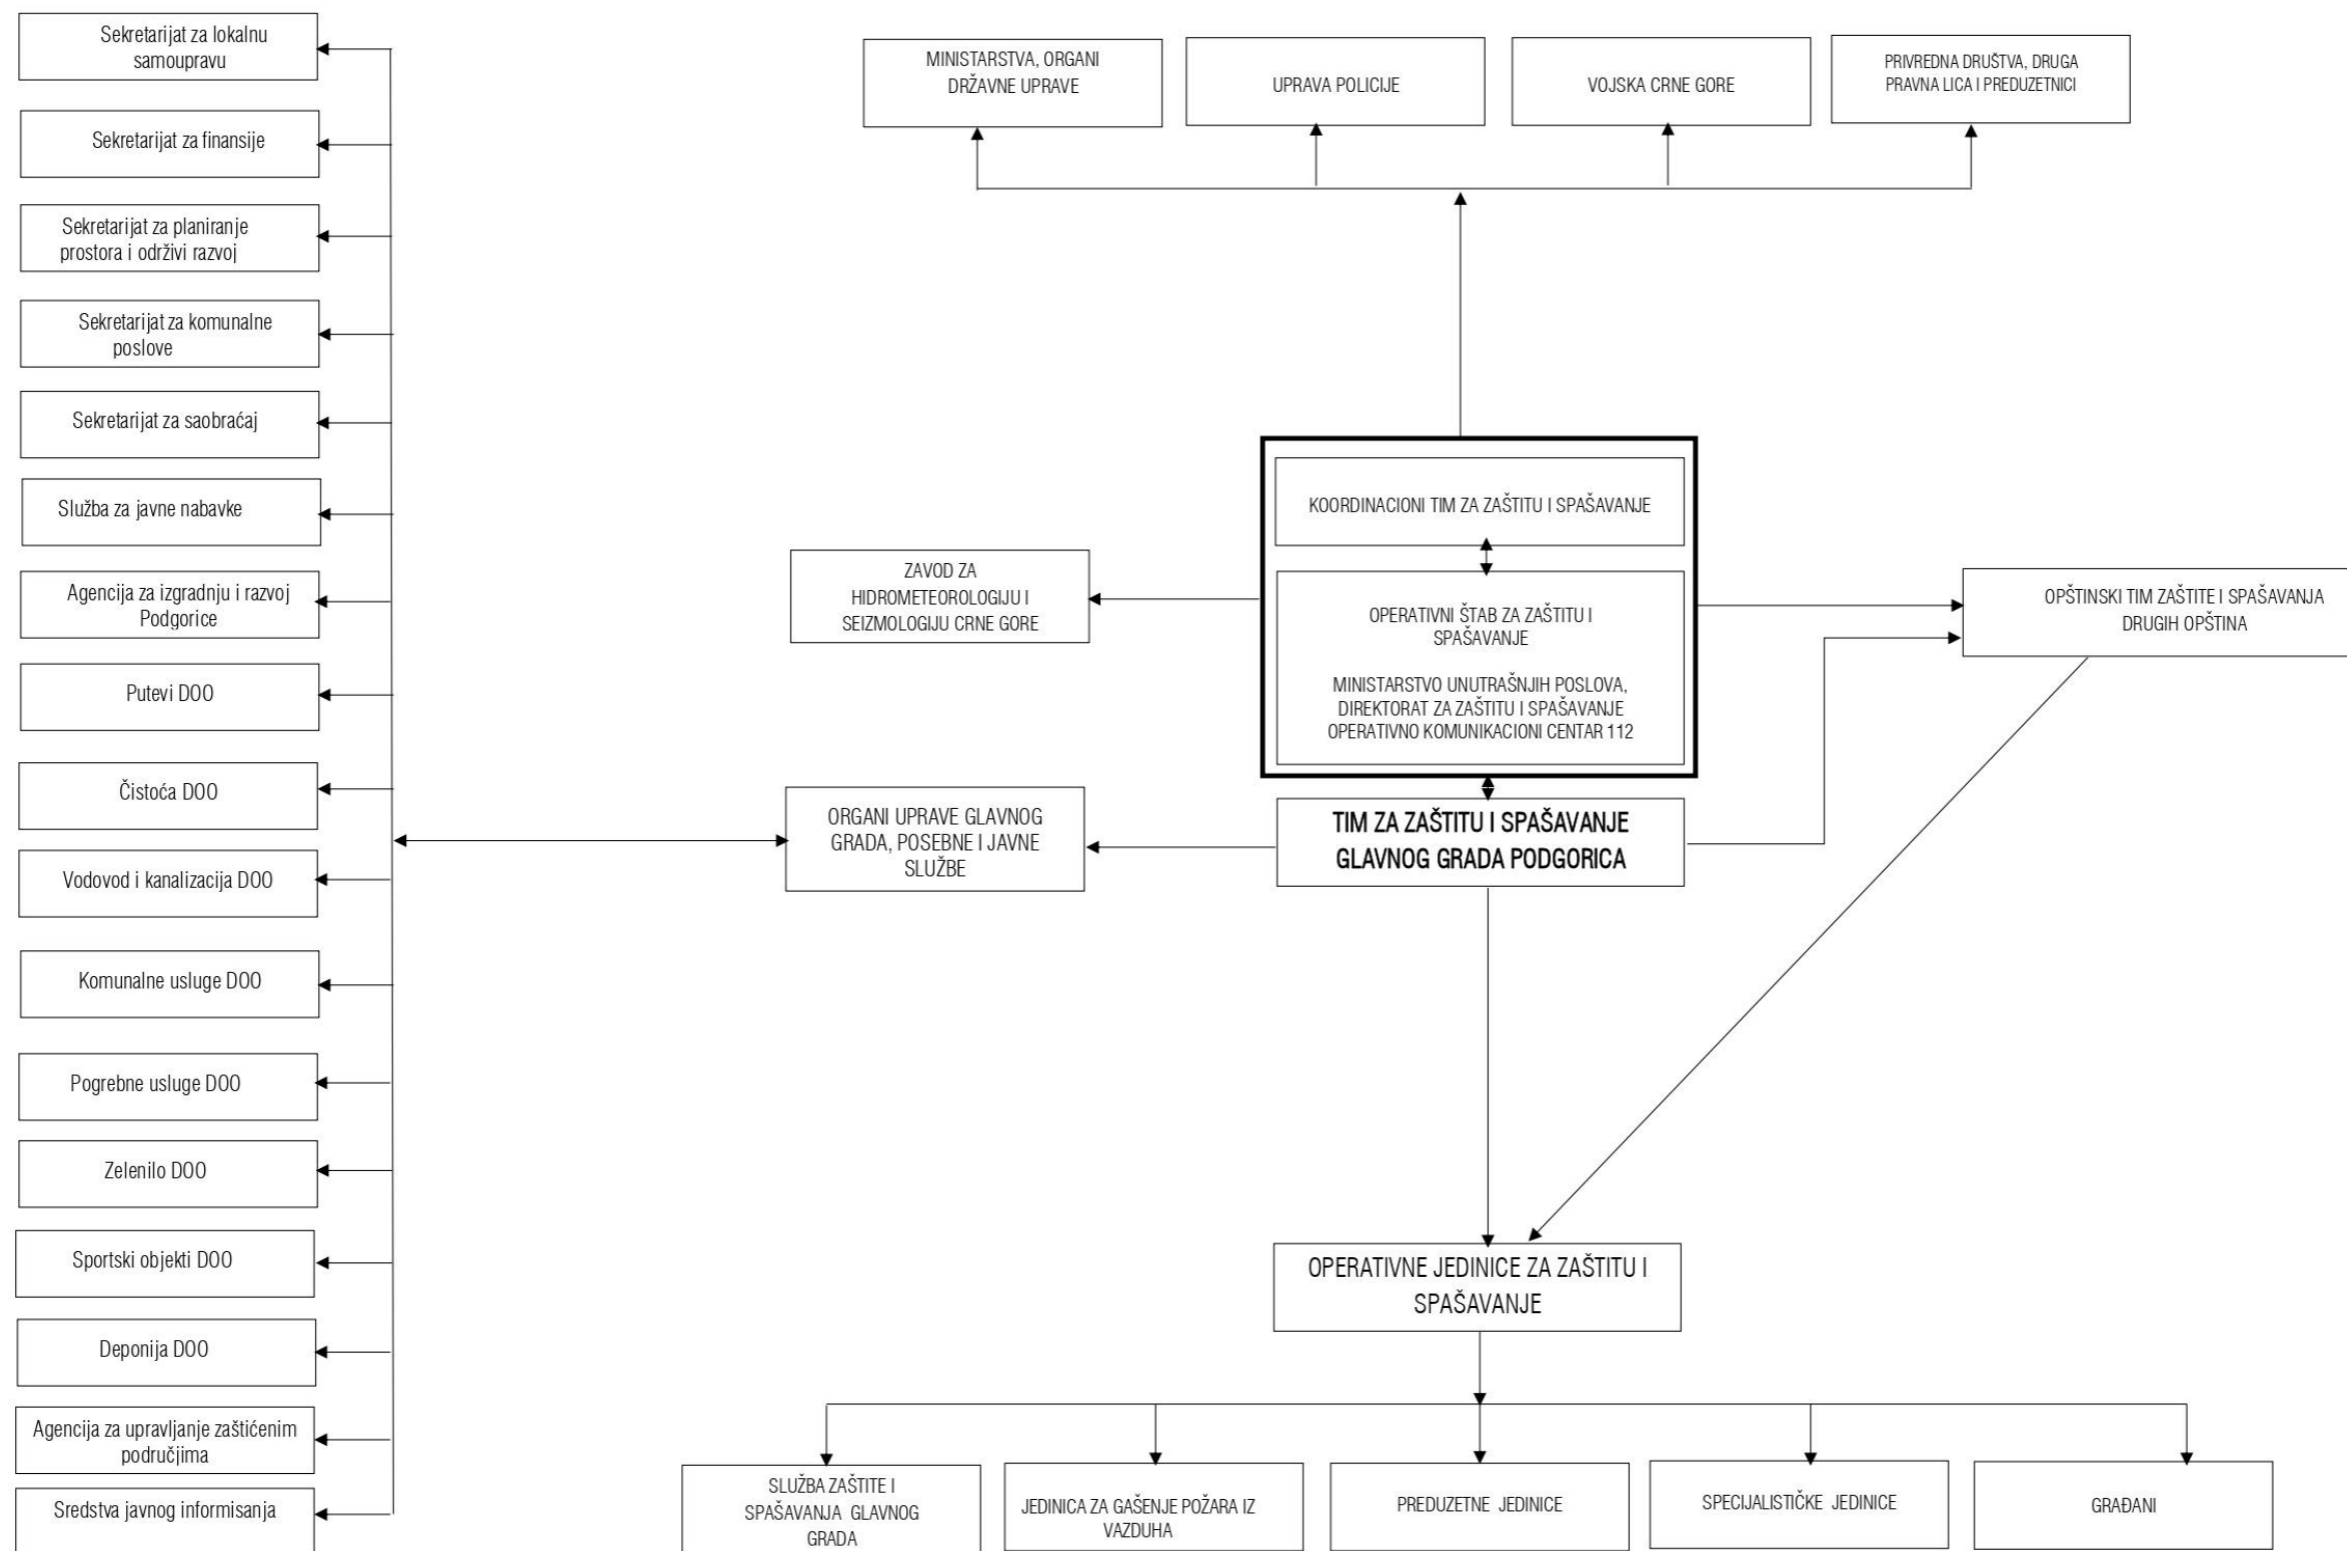 Sekretarijat za lokalnu
samoupravu
Sekretarijat za finansije
Sekretarijat za planiranje
prostora i održivi razvoj
Sekretarijat za komunalne
poslove
Sekretarijat za saobraćaj
Služba za javne nabavke
Agencija za izgradnju i razvoj
Podgorice
Putevi DOO
Čistoća DOO
Vodovod i kanalizacija DOO
Komunalne usluge DOO
Pogrebne usluge DOO
Zelenilo DOO
Sportski objekti DOO
Deponija DOO
Agencija za upravljanje zaštićenim
područjima
Sredstva javnog informisanja
MINISTARSTVA, ORGANI
DRŽAVNE UPRAVE
UPRAVA POLICIJE
VOJSKA CRNE GORE
PRIVREDNA DRUŠTVA, DRUGA
PRAVNA LICA I PREDUZETNICI
KOORDINACIONI TIM ZA ZAŠTITU I SPAŠAVANJE
OPERATIVNI ŠTAB ZA ZAŠTITU I
SPAŠAVANJE
MINISTARSTVO UNUTRAŠNJIH POSLOVA,
DIREKTORAT ZA ZAŠTITU I SPAŠAVANJE
OPERATIVNO KOMUNIKACIONI CENTAR 112
ZAVOD ZA
HIDROMETEOROLOGIJU I
SEIZMOLOGIJU CRNE GORE
OPŠTINSKI TIM ZAŠTITE I SPAŠAVANJA
DRUGIH OPŠTINA
ORGANI UPRAVE GLAVNOG
GRADA, POSEBNE I JAVNE
SLUŽBE
TIM ZA ZAŠTITU I SPAŠAVANJE
GLAVNOG GRADA PODGORICA
OPERATIVNE JEDINICE ZA ZAŠTITU I
SPAŠAVANJE
SLUŽBA ZAŠTITE I
SPAŠAVANJA GLAVNOG
GRADA
JEDINICA ZA GAŠENJE POŽARA IZ
VAZDUHA
PREDUZETNE JEDINICE
SPECIJALISTIČKE JEDINICE
GRAĐANI